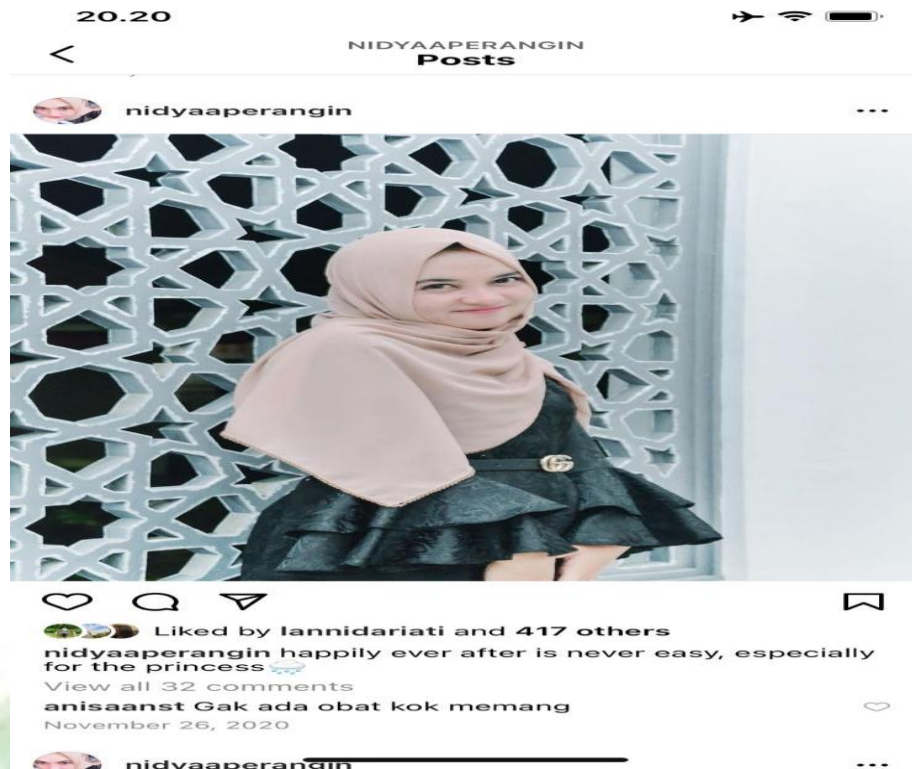 20.20
NIDYAAPERANGIN
Posts
nidyaaperangin
Liked by lannidariati and 417 others
nidyaaperangin happily ever after is never easy, especially
for the princess🌧️
View all 32 comments
anisaanst Gak ada obat kok memang
November 26, 2020
nidyaaperangin